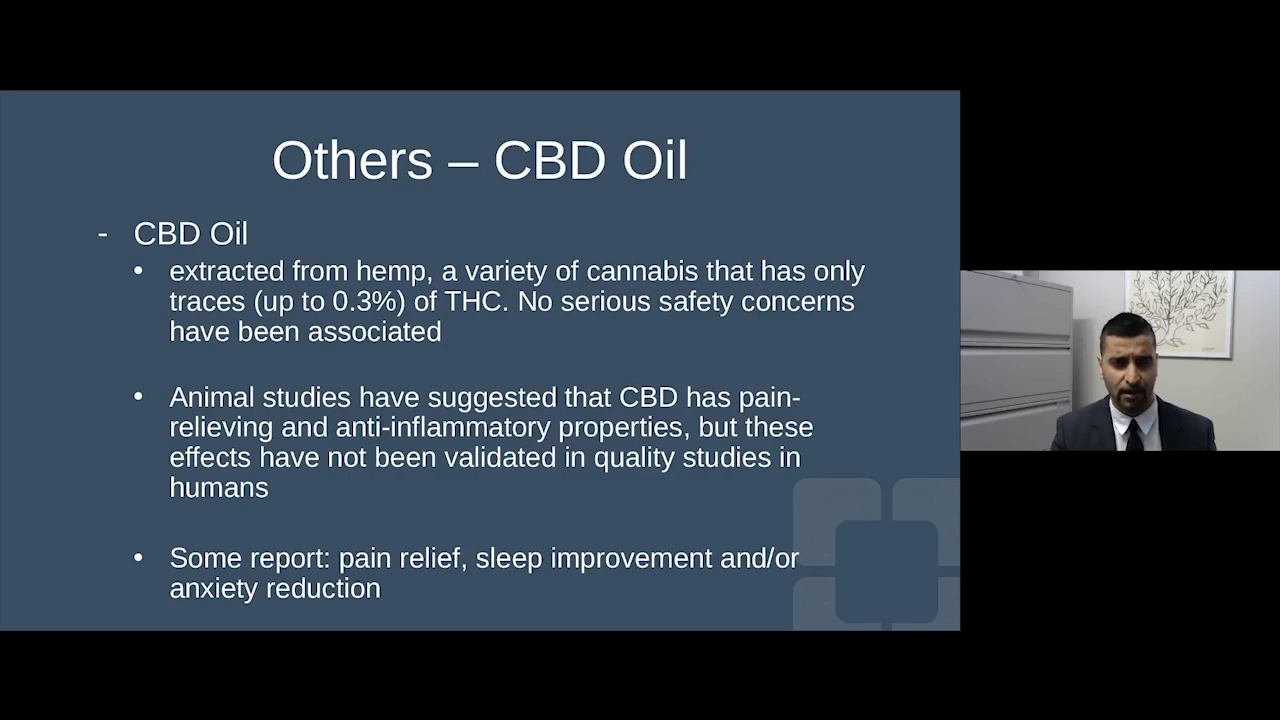 Others – CBD Oil
- CBD Oil
• extracted from hemp, a variety of cannabis that has only
traces (up to 0.3%) of THC. No serious safety concerns
have been associated
• Animal studies have suggested that CBD has pain-
relieving and anti-inflammatory properties, but these
effects have not been validated in quality studies in
humans
• Some report: pain relief, sleep improvement and/or
anxiety reduction